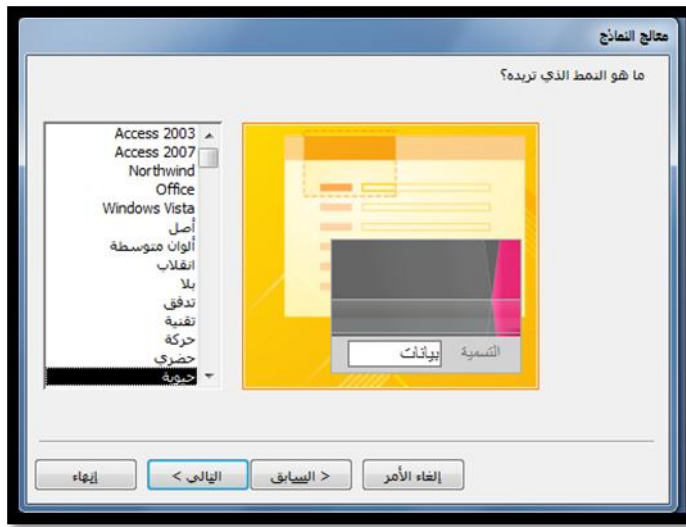 معالج النماذج
ما هو النمط الذي تريده؟
Access 2003
Access 2007
Northwind
Office
Windows Vista
أصل
ألوان متوسطة
انقلاب
بلا
تدفق
تقنية
حركة
حضري
حيوية
التسمية بيانات
إلغاء الأمر
< السابق
التالي >
إنهاء